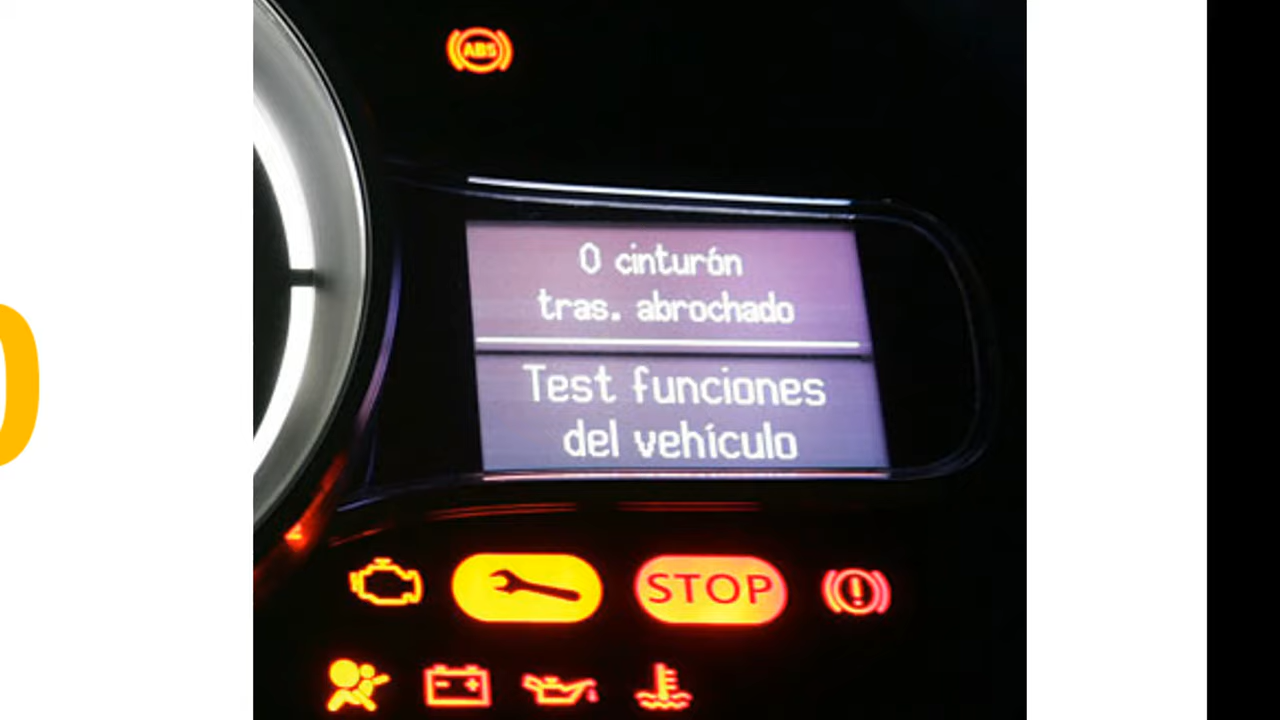 ABS
0 cinturón
tras. abrochado
Test funciones
del vehículo
STOP